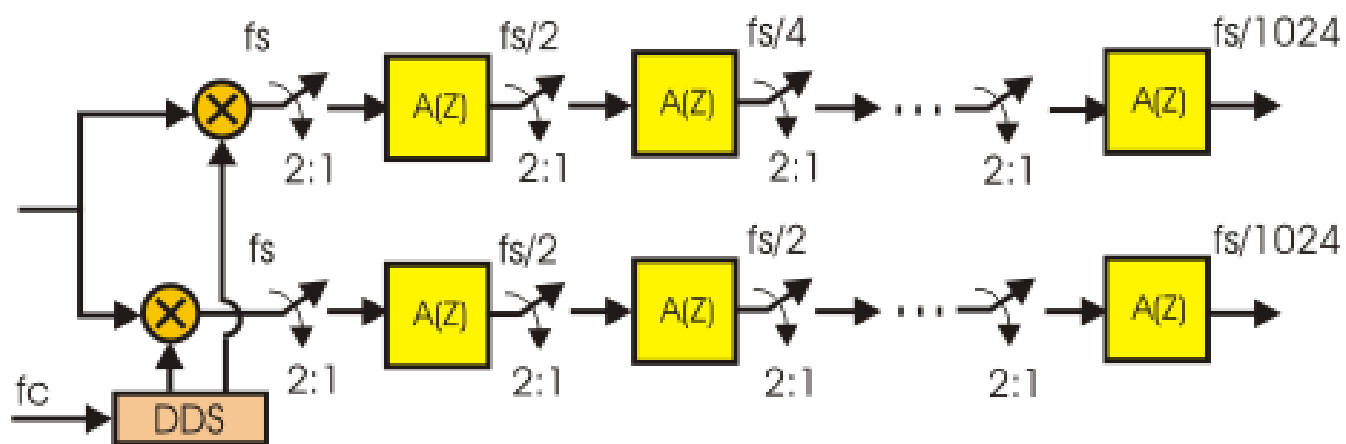 fs fs/2 fs/4 fs/1024
A(Z) A(Z) ... A(Z)
2:1 2:1 2:1 2:1
fs fs/2 fs/2 fs/1024
A(Z) A(Z) ... A(Z)
2:1 2:1 2:1 2:1
fc
DDS